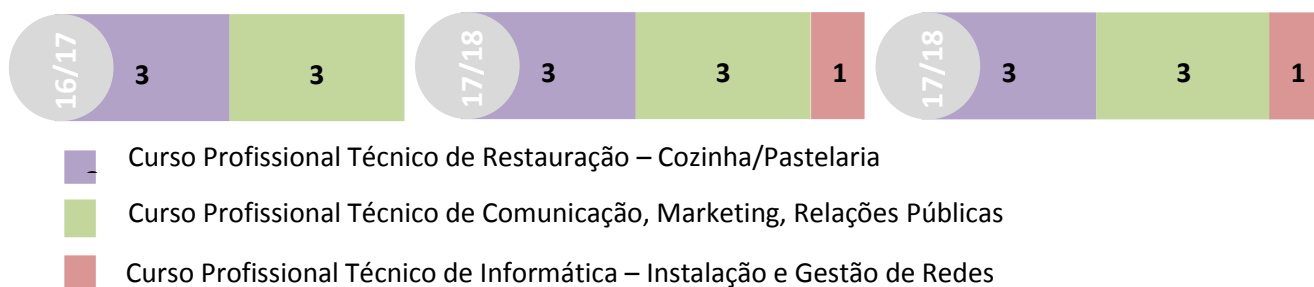 16/17 3 3 17/18 3 3 1 17/18 3 3 1
Curso Profissional Técnico de Restauração – Cozinha/Pastelaria
Curso Profissional Técnico de Comunicação, Marketing, Relações Públicas
Curso Profissional Técnico de Informática – Instalação e Gestão de Redes